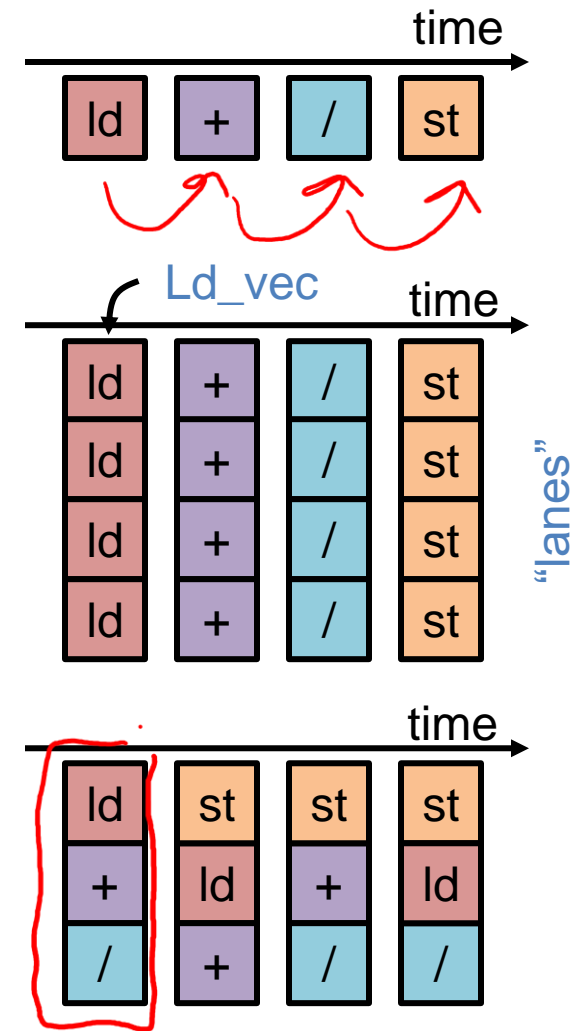 time
ld + / st
Ld_vec time
ld + / st
ld + / st
ld + / st
ld + / st
“lanes”
time
ld st st st
+ ld + ld
/ + / /